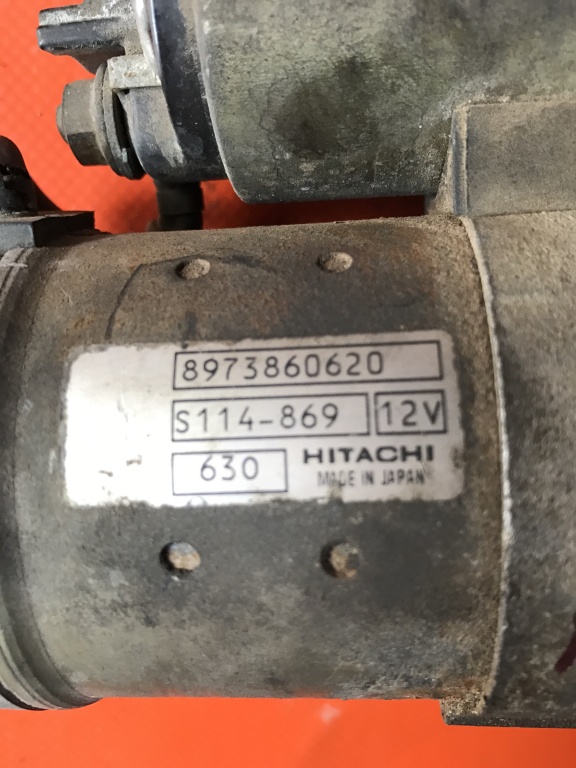 8973860620
S114-869 12V
630 HITACHI
MADE IN JAPAN